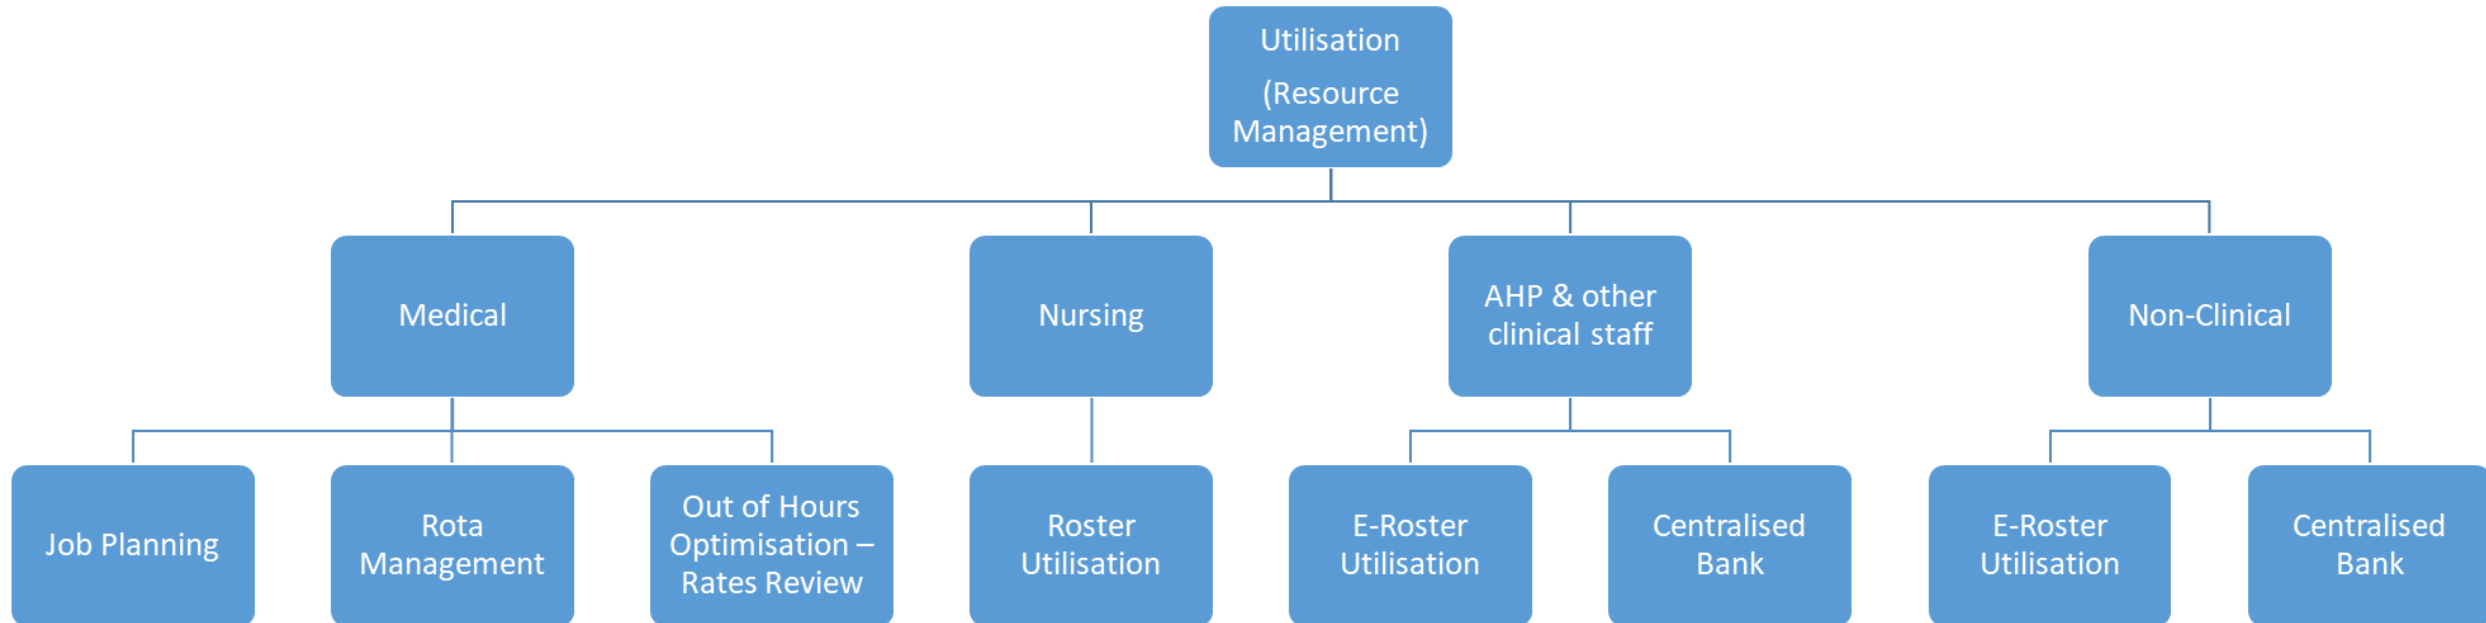 Utilisation
(Resource
Management)
Medical
Nursing
AHP & other
clinical staff
Non-Clinical
Job Planning
Rota
Management
Out of Hours
Optimisation –
Rates Review
Roster
Utilisation
E-Roster
Utilisation
Centralised
Bank
E-Roster
Utilisation
Centralised
Bank